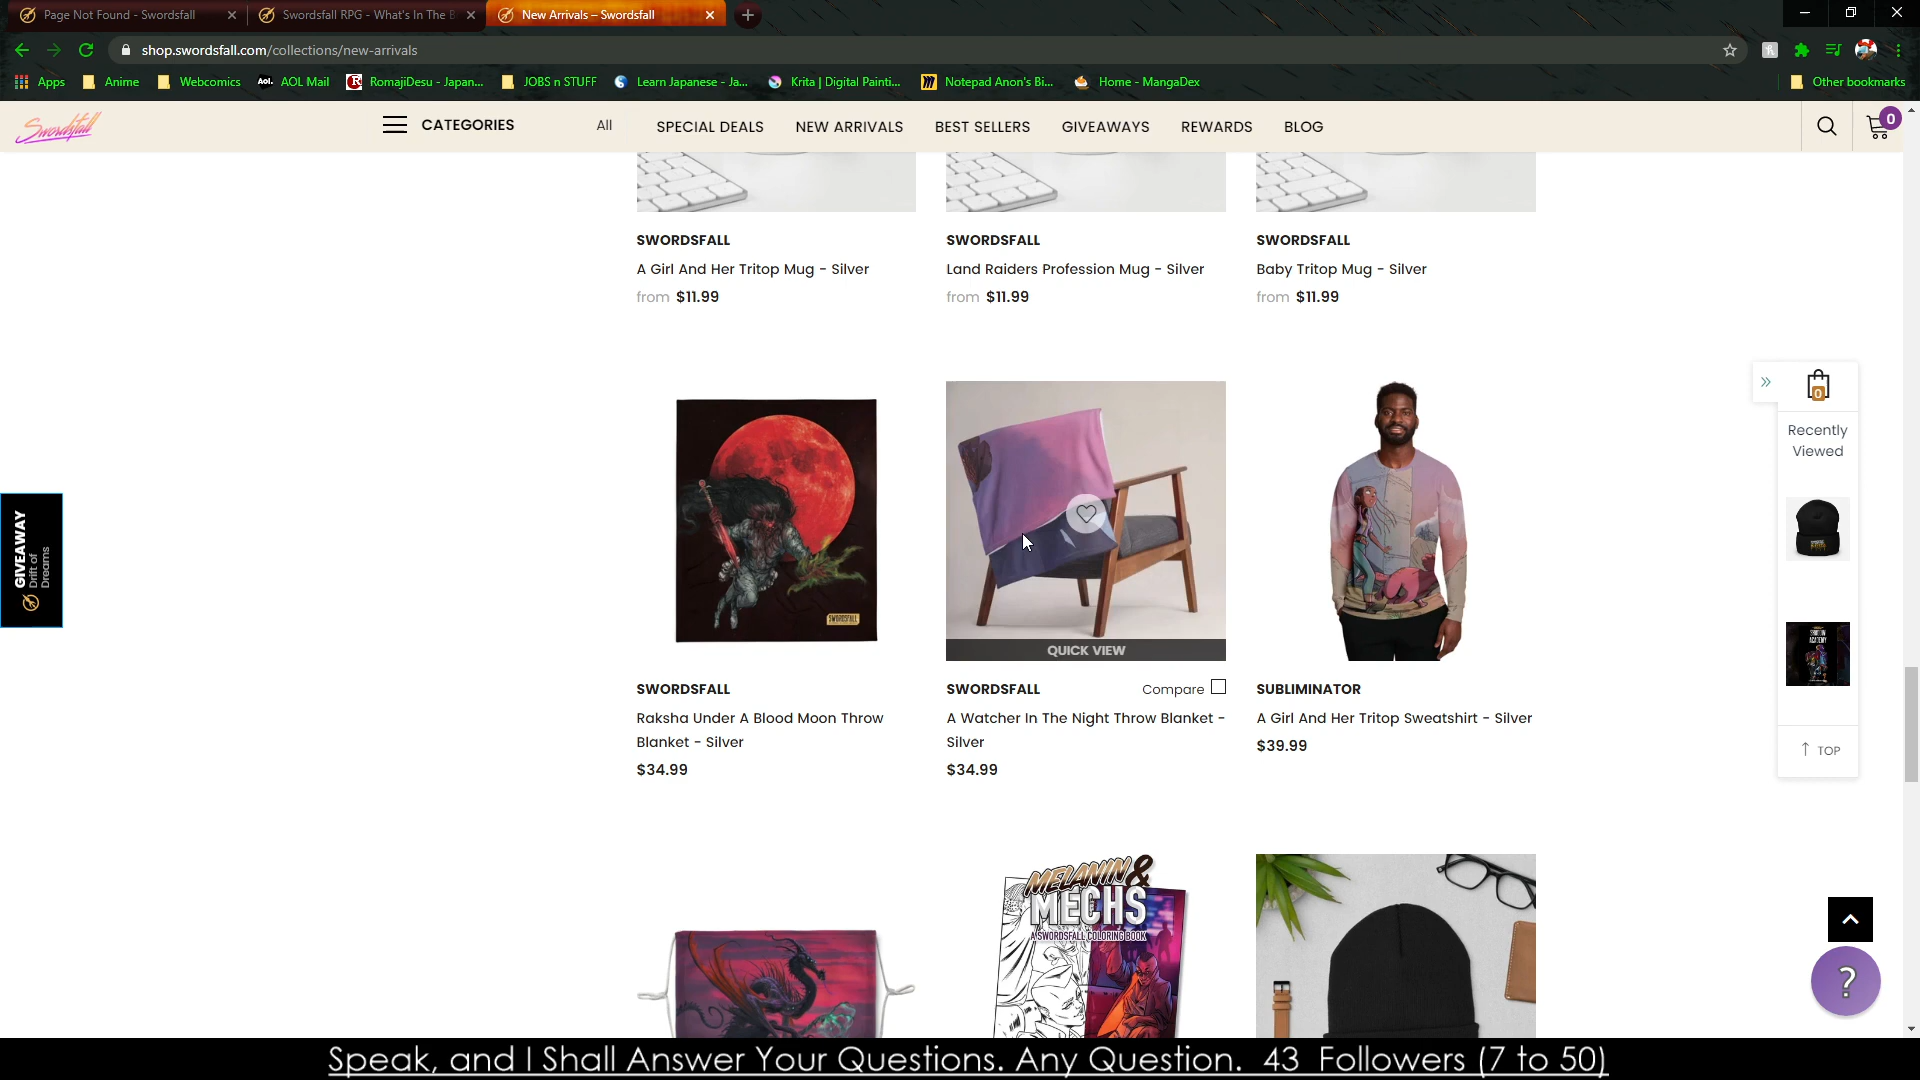 Page Not Found - Swordsfall
Swordsfall RPG - What's In The B
New Arrivals – Swordsfall
shop.swordsfall.com/collections/new-arrivals
Apps
Anime
Webcomics
Aol. AOL Mail
RomajiDesu - Japan...
JOBS n STUFF
Learn Japanese - Ja...
Krita | Digital Painti...
Notepad Anon's Bi...
Home - MangaDex
Other bookmarks
Swordsfall
CATEGORIES
All
SPECIAL DEALS
NEW ARRIVALS
BEST SELLERS
GIVEAWAYS
REWARDS
BLOG
0
SWORDSFALL
A Girl And Her Tritop Mug - Silver
from $11.99
SWORDSFALL
Land Raiders Profession Mug - Silver
from $11.99
SWORDSFALL
Baby Tritop Mug - Silver
from $11.99
SWORDSFALL
SWORDSFALL
Raksha Under A Blood Moon Throw
Blanket - Silver
$34.99
QUICK VIEW
SWORDSFALL
Compare
A Watcher In The Night Throw Blanket -
Silver
$34.99
SUBLIMINATOR
A Girl And Her Tritop Sweatshirt - Silver
$39.99
MELANIN &
MECHS
A SWORDSFALL COLORING BOOK
GIVEAWAY
Drift of
Dreams
0
Recently
Viewed
ACADEMY
↑ TOP
?
Speak, and I Shall Answer Your Questions. Any Question. 43 Followers (7 to 50)